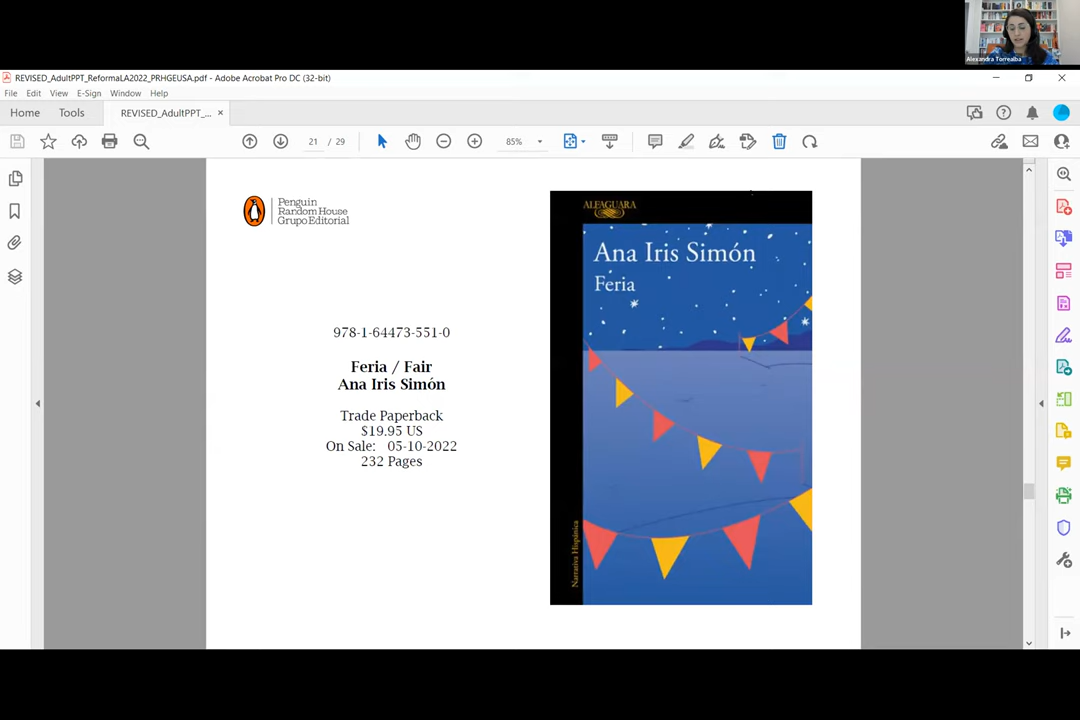 Alexandra Torrealba
REVISED_AdultPPT_ReformaLA2022_PRHGEUSA.pdf - Adobe Acrobat Pro DC (32-bit)
File Edit View E-Sign Window Help
Home Tools REVISED_AdultPPT_... ×
21 / 29 85%
Penguin
Random House
Grupo Editorial
978-1-64473-551-0
Feria / Fair
Ana Iris Simón
Trade Paperback
$19.95 US
On Sale: 05-10-2022
232 Pages
ALFAGUARA
Ana Iris Simón
Feria
Narrativa Hispánica